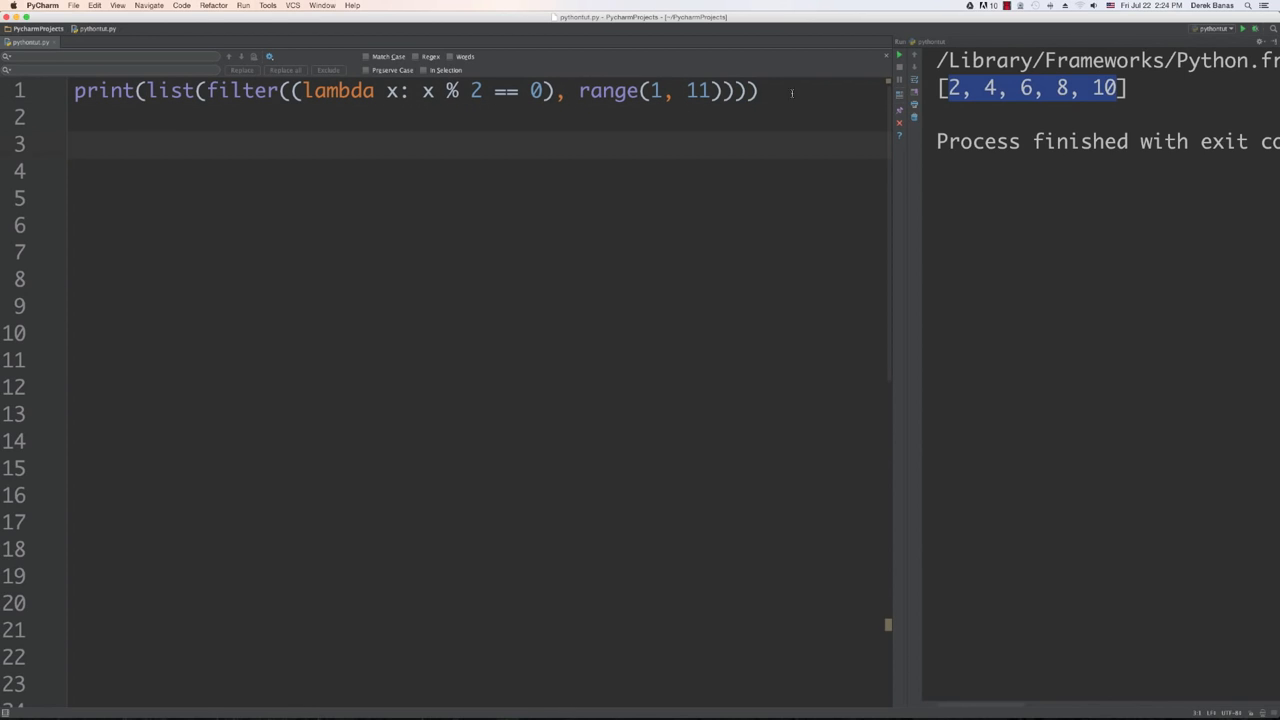 PyCharm File Edit View Navigate Code Refactor Run Tools VCS Window Help 10 Fri Jul 22 2:24 PM Derek Banas
pythontut.py - PycharmProjects - [~/PycharmProjects]
PycharmProjects pythontut.py pythontut
pythontut.py Run pythontut
Match Case Regex Words
Replace Replace all Exclude Preserve Case In Selection
1 print(list(filter((lambda x: x % 2 == 0), range(1, 11))))
2
3
4
5
6
7
8
9
10
11
12
13
14
15
16
17
18
19
20
21
22
23
/Library/Frameworks/Python.fr
[2, 4, 6, 8, 10]
Process finished with exit co
3:1 LF÷ UTF-8÷